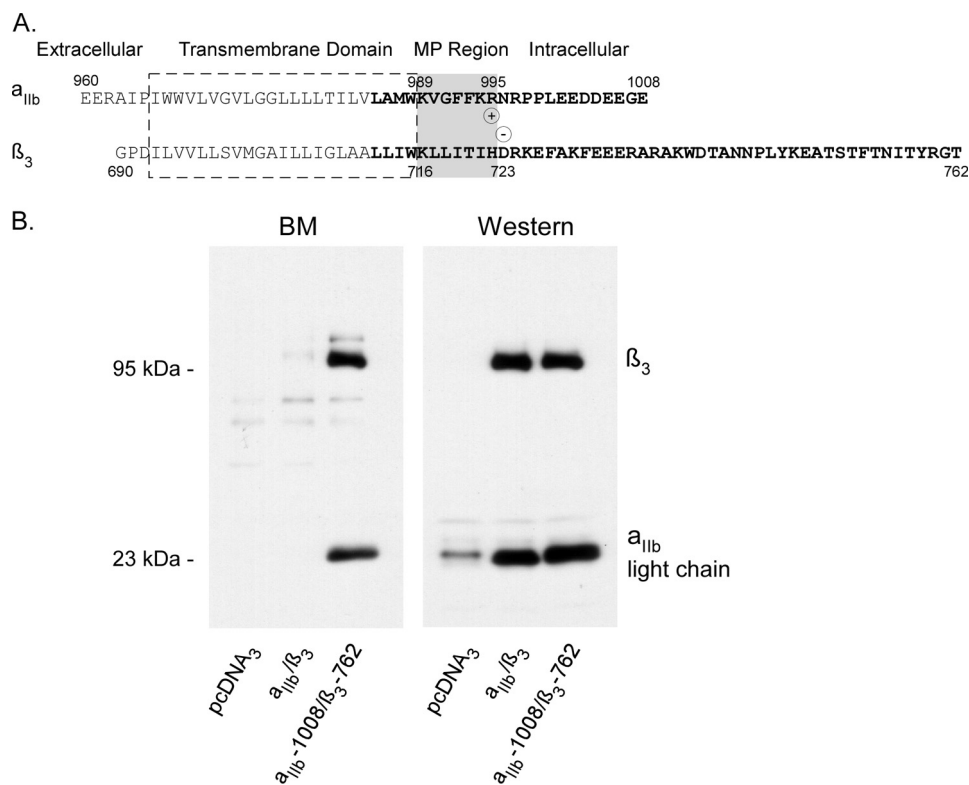 A.
Extracellular Transmembrane Domain MP Region Intracellular
960 989 995 1008
aIIb EERAIPIWWVLVGVLGGLLLLTILVLAMWKVGFFKRNRPPLEEDDEEGE
+
-
ß3 GPDILVVLLSVMGAILLIGLAALLIWKLLITIHDRKEFAKFEEERARAKWDTANNPLYKEATSTFTNITYRGT
690 716 723 762
B.
BM Western
95 kDa - ß3
23 kDa - aIIb
light chain
pcDNA3 aIIb/ß3 aIIb-1008/ß3-762 pcDNA3 aIIb/ß3 aIIb-1008/ß3-762